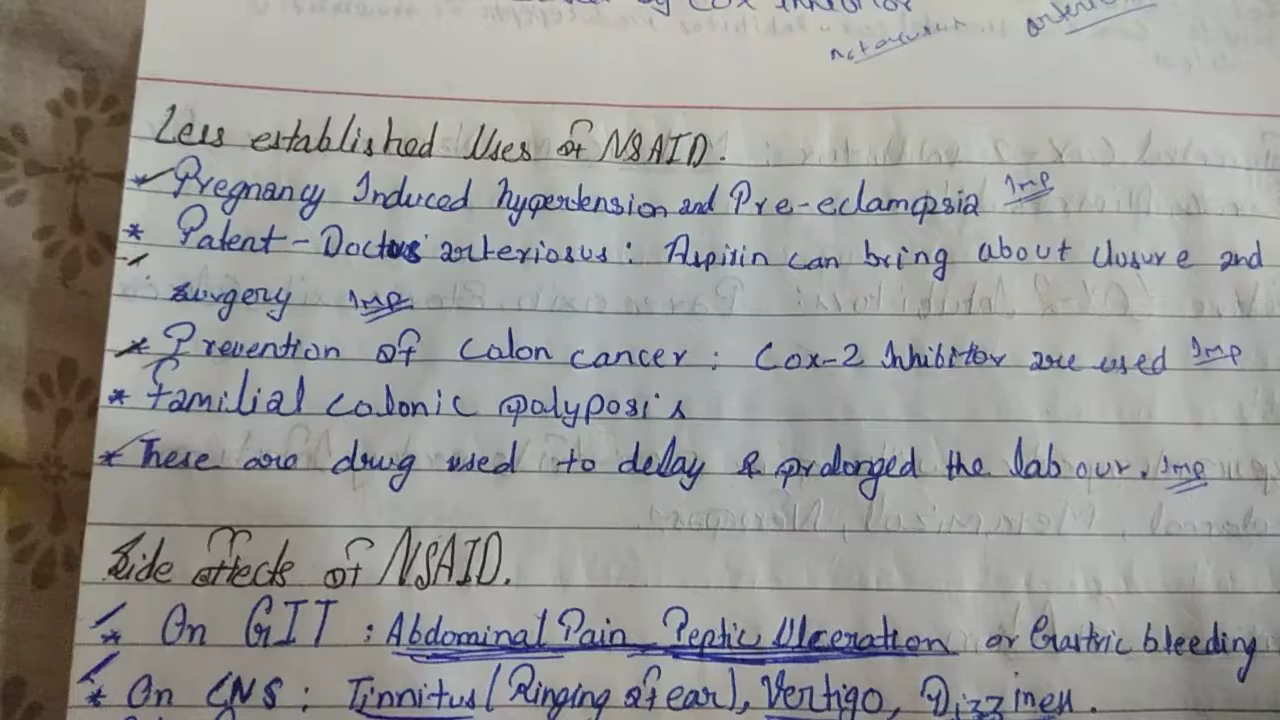 by Cox Inhibitor
Less established Uses of NSAID.
Pregnancy Induced hypertension and Pre-eclampsia Imp
* Patent-Doctus arteriosus: Aspirin can bring about closure and
surgery Imp
* Prevention of Colon cancer: Cox-2 Inhibitor are used Imp
* Familial colonic polyposis
* These are drug used to delay & prolonged the labour. Imp
Side effects of NSAID.
* On GIT: Abdominal Pain Peptic Ulceration or Gastric bleeding
* On CNS: Tinnitus (Ringing of ear), Vertigo, Dizziness.